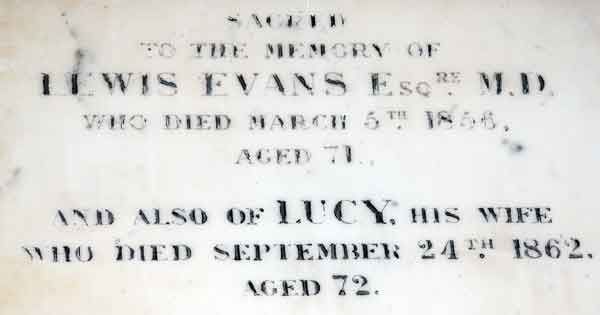 SACRED
TO THE MEMORY OF
LEWIS EVANS ESQRE. M.D.
WHO DIED MARCH 5TH. 1856,
AGED 71.
AND ALSO OF LUCY, HIS WIFE
WHO DIED SEPTEMBER 24TH. 1862.
AGED 72.